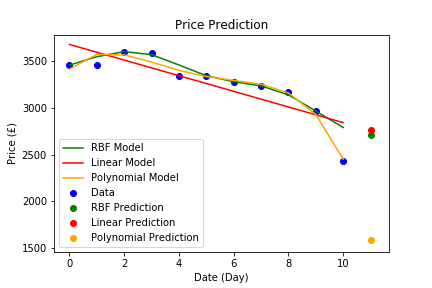 Price Prediction
Price (£)
3500
3000
2500
2000
1500
RBF Model
Linear Model
Polynomial Model
Data
RBF Prediction
Linear Prediction
Polynomial Prediction
0 2 4 6 8 10
Date (Day)